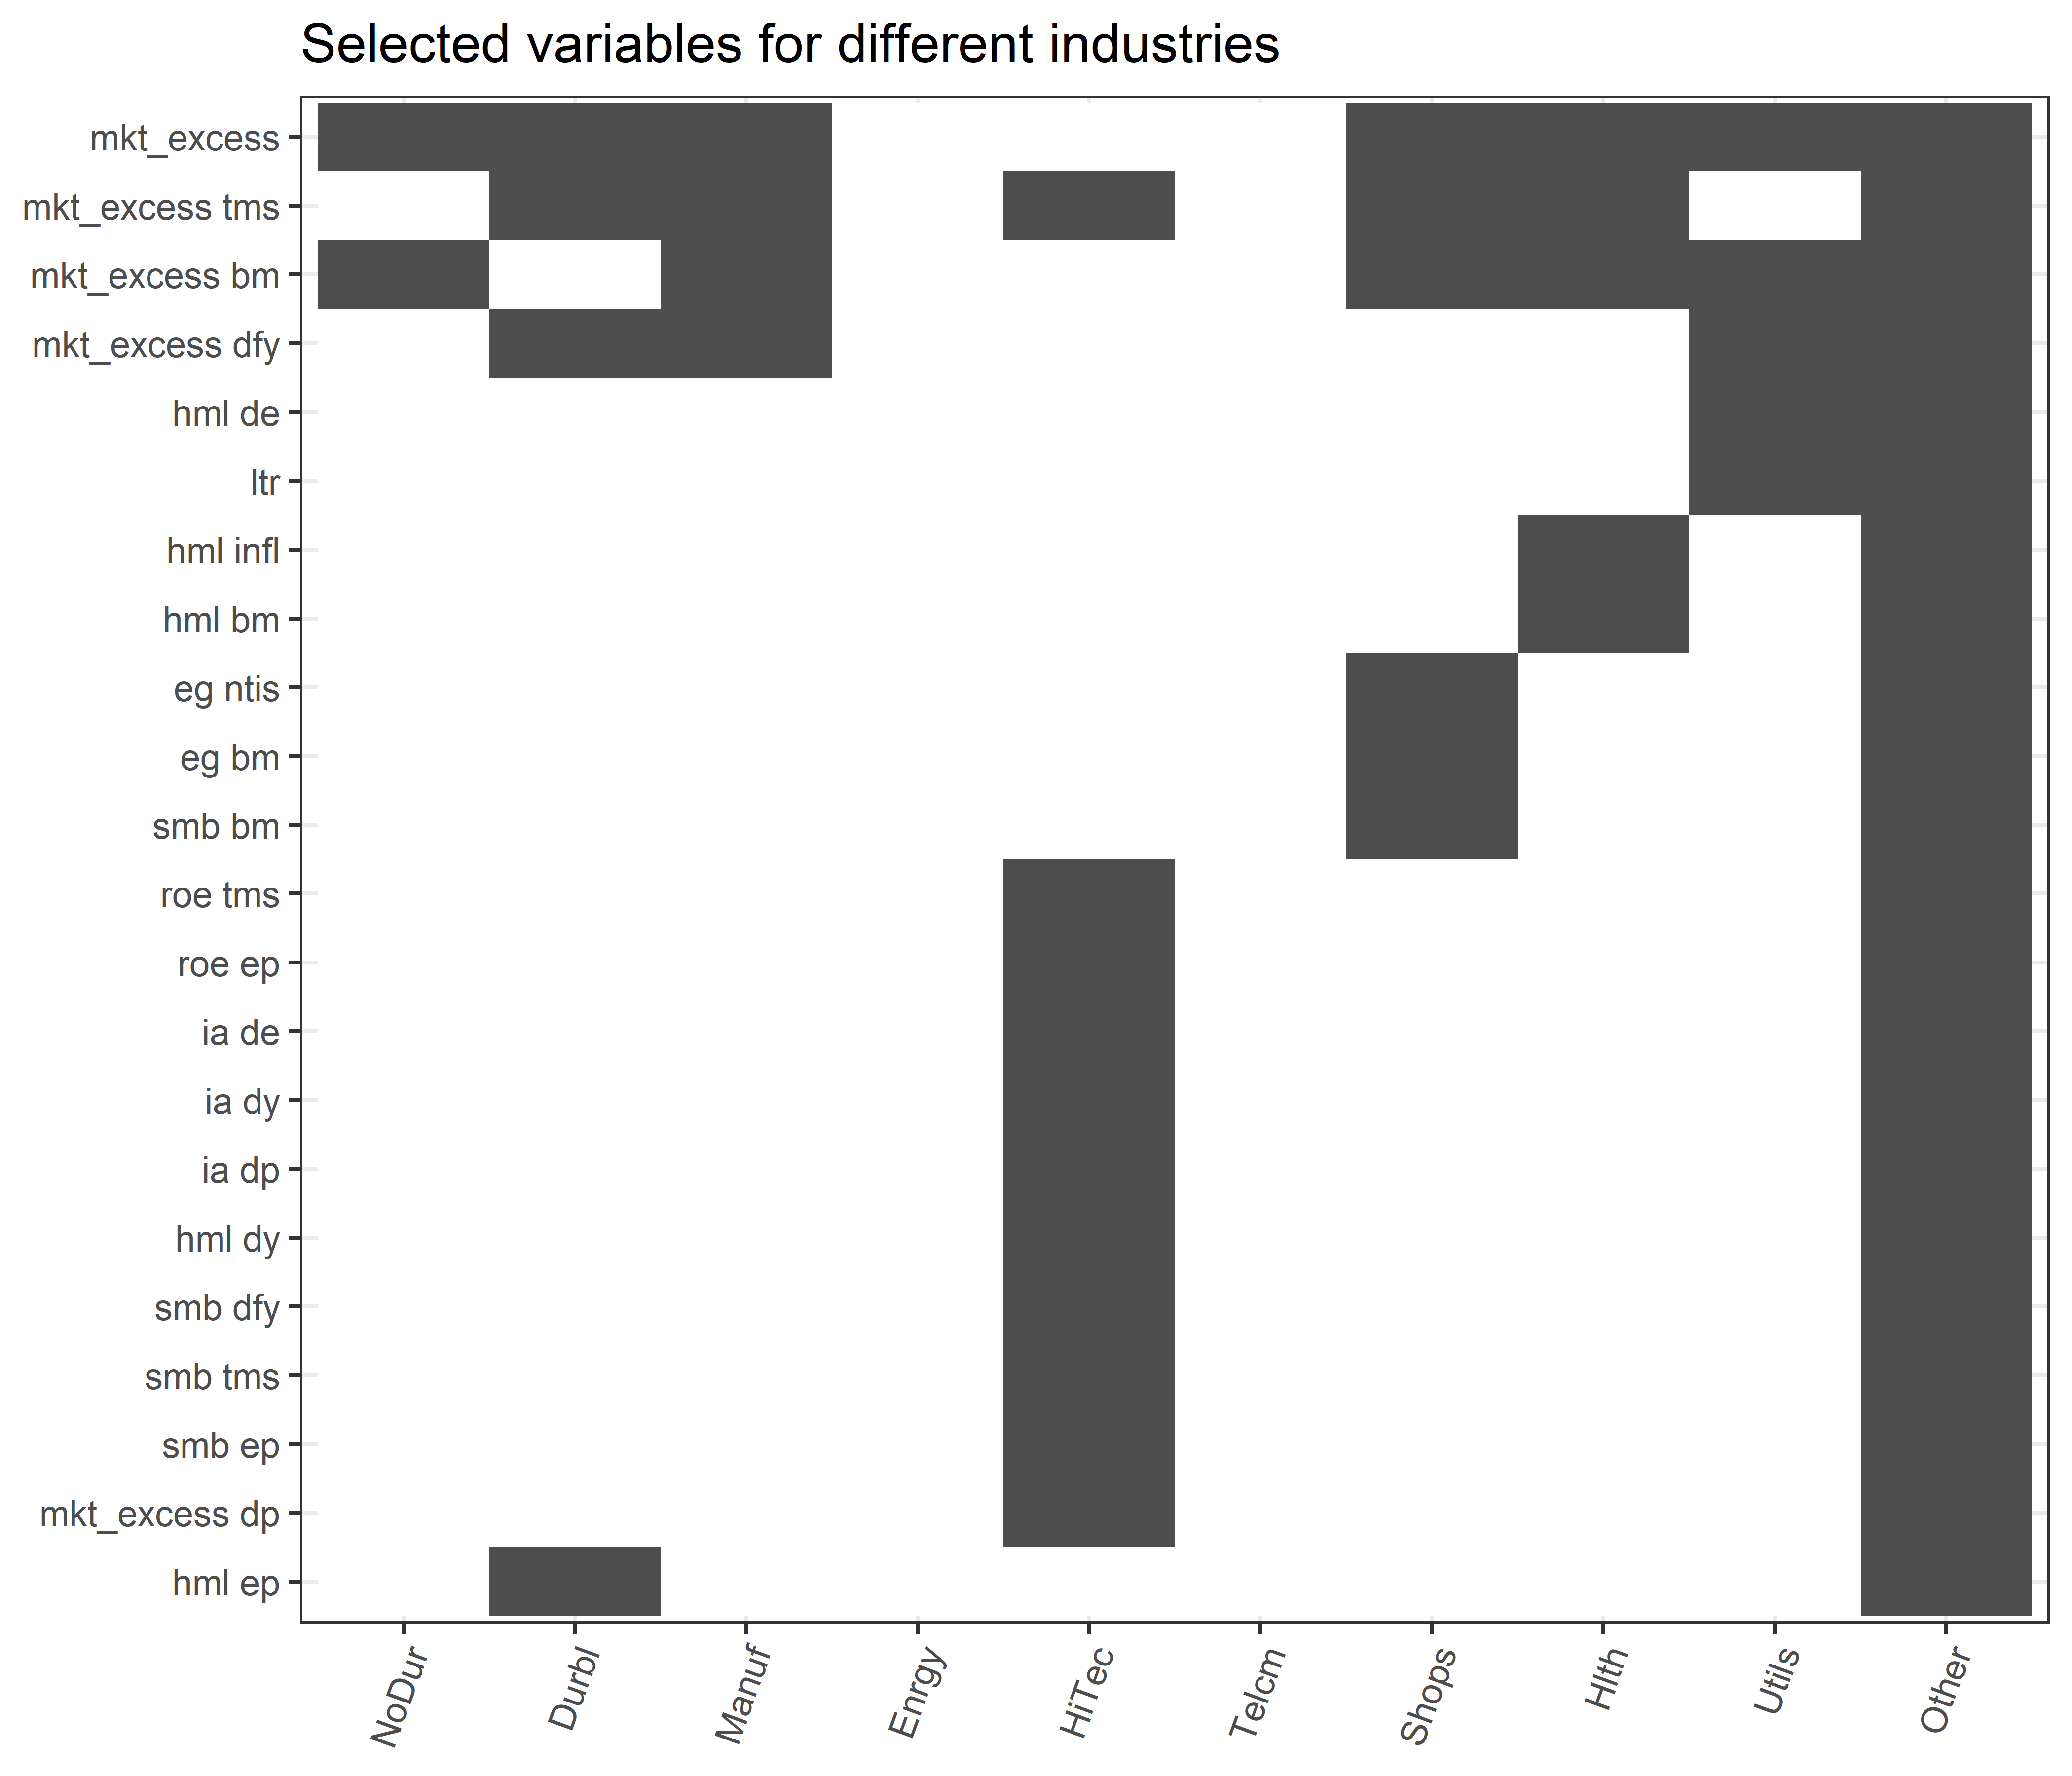 Selected variables for different industries
mkt_excess
mkt_excess tms
mkt_excess bm
mkt_excess dfy
hml de
ltr
hml infl
hml bm
eg ntis
eg bm
smb bm
roe tms
roe ep
ia de
ia dy
ia dp
hml dy
smb dfy
smb tms
smb ep
mkt_excess dp
hml ep
NoDur
Durbl
Manuf
Enrgy
HiTec
Telcm
Shops
Hlth
Utils
Other